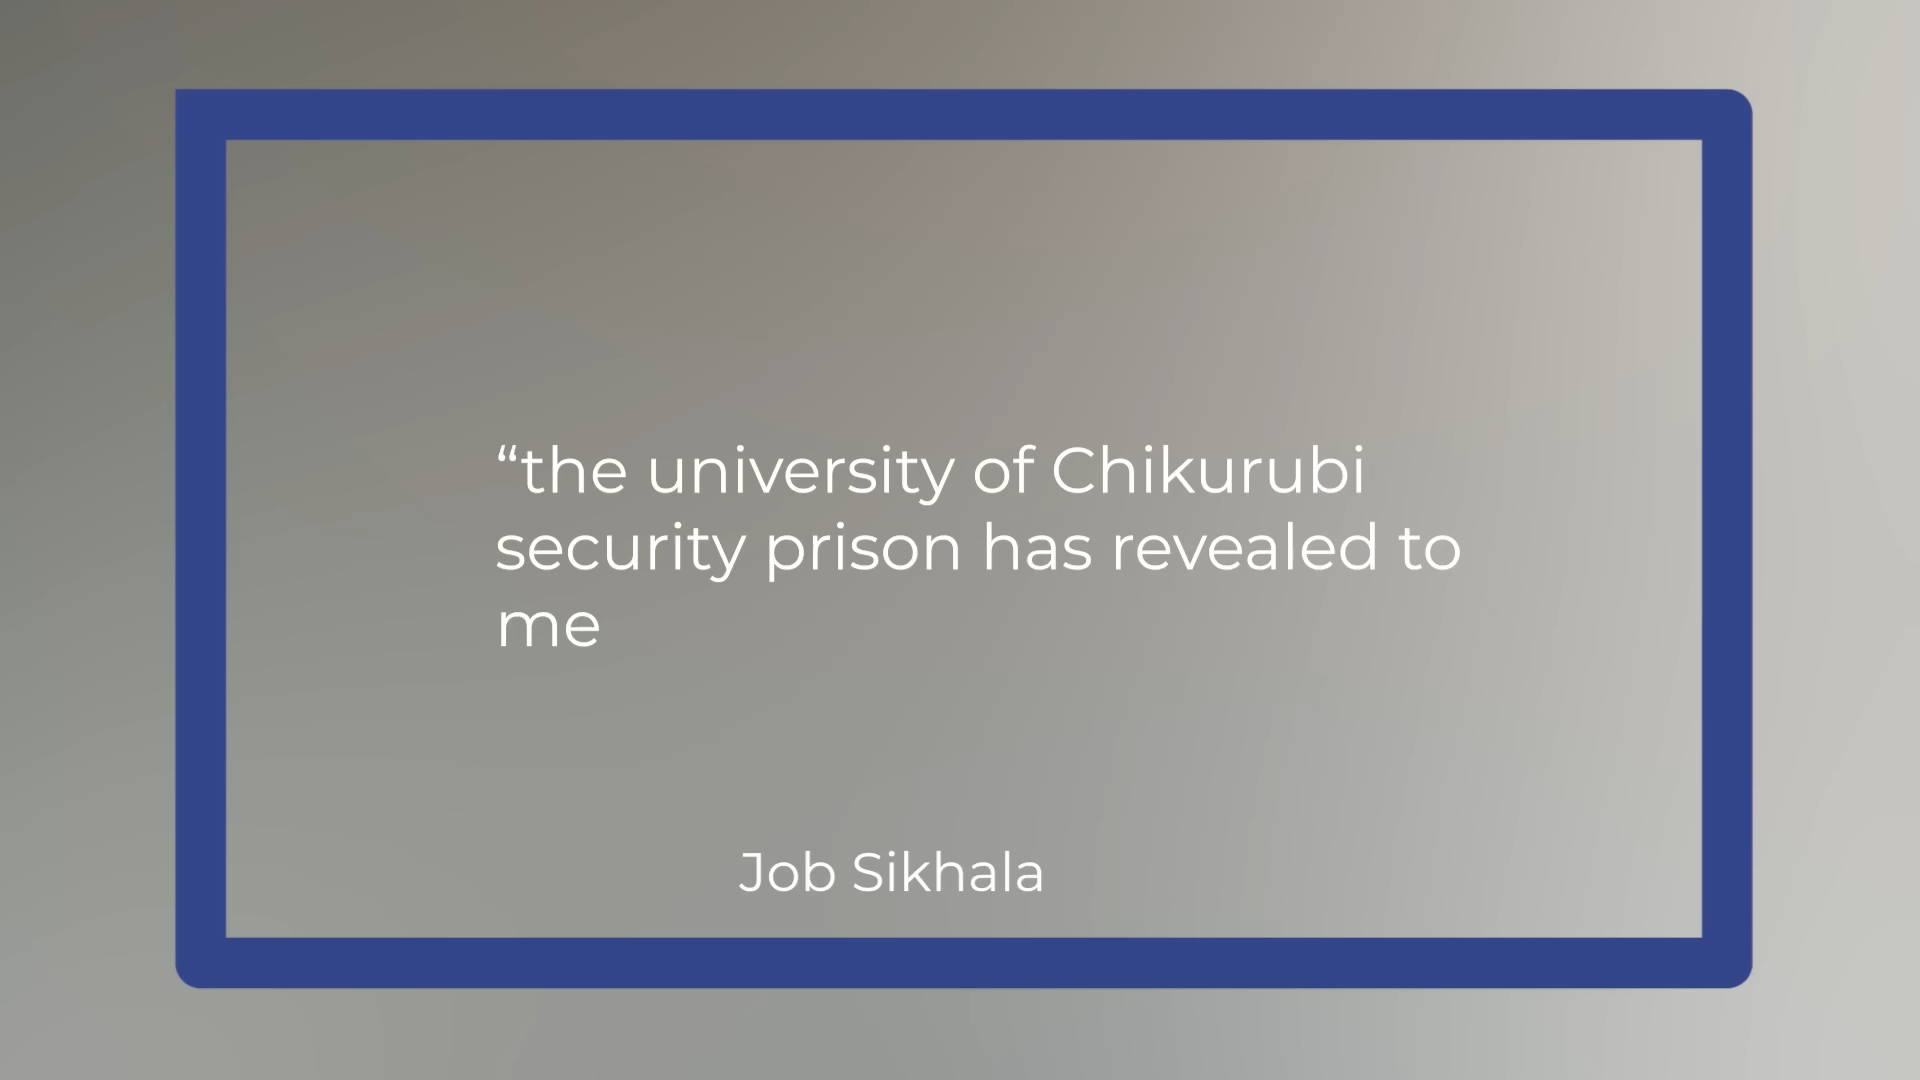 “the university of Chikurubi
security prison has revealed to
me
Job Sikhala